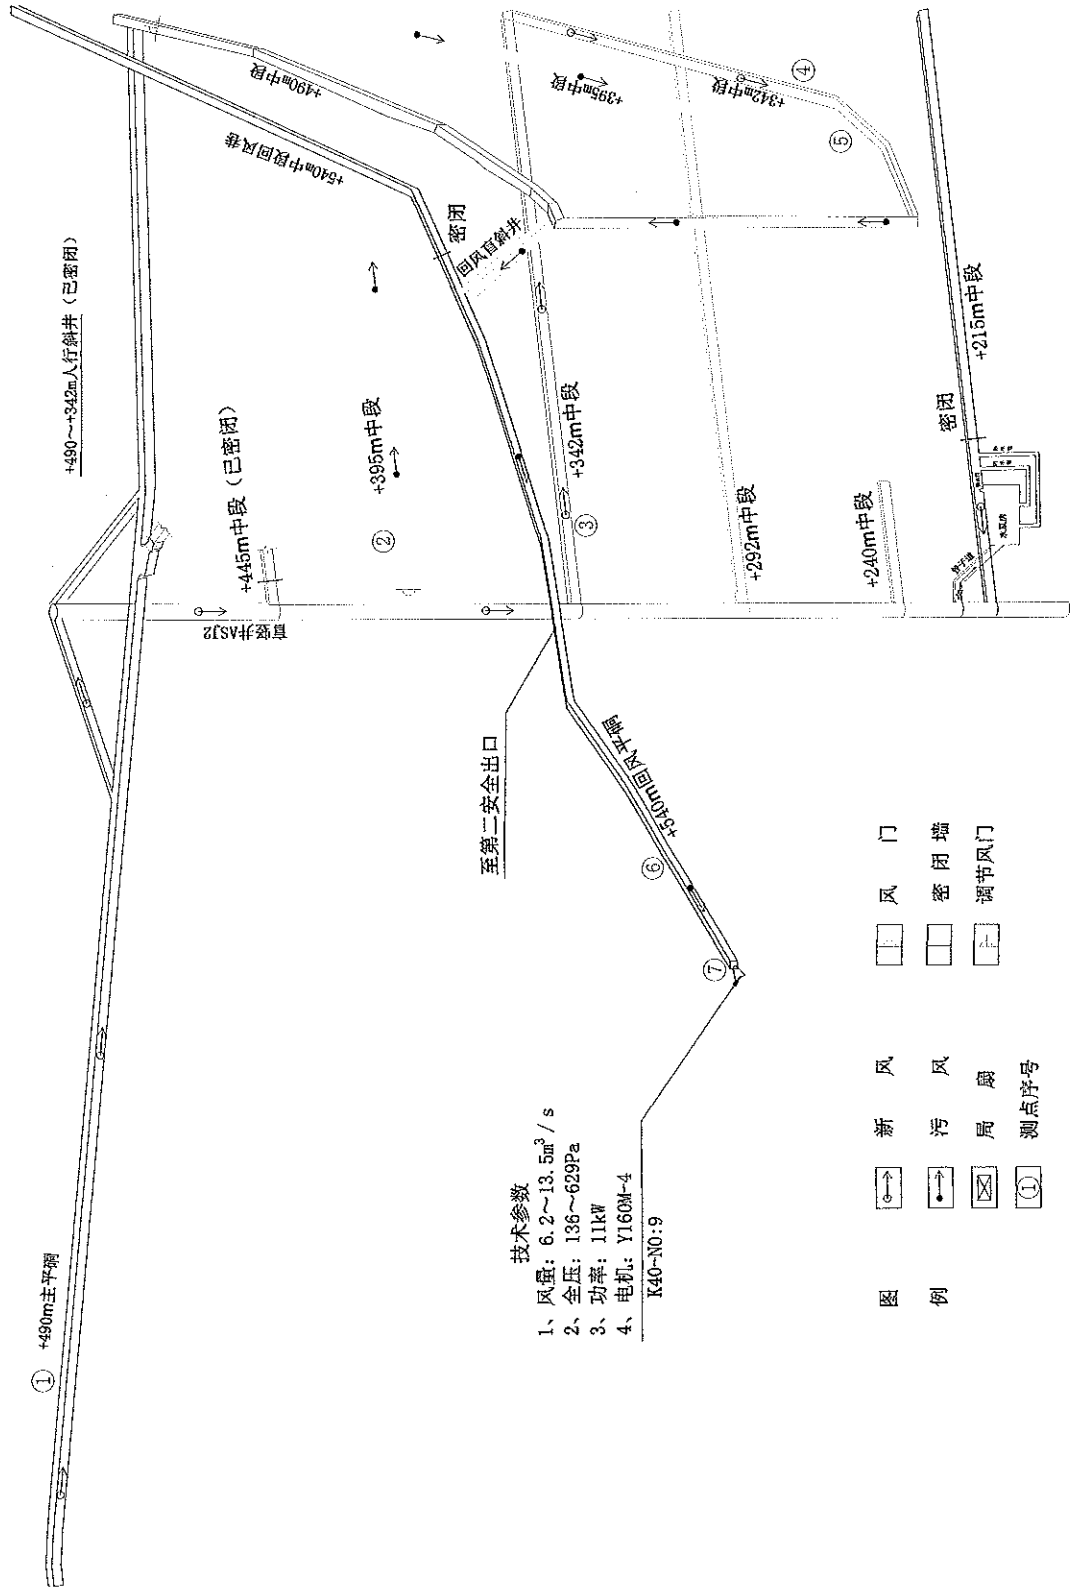 ① +490m主平硐
+490～+342m人行斜井（已密闭）
+490m中段
+540m中段回风巷
密闭
回风盲斜井
+445m中段（已密闭）
+395m中段
②
盲竖井ASJ2
+342m中段
③
+395m中段
+342m中段
④
⑤
+292m中段
+240m中段
密闭
+215m中段
管子道
水泵房
至第二安全出口
+540m回风平硐
⑥
⑦
技术参数
1、风量：6.2～13.5m³/s
2、全压：136～629Pa
3、功率：11kW
4、电机：Y160M-4
K40-NO:9
图例
新风
污风
局扇
① 测点序号
风门
密闭墙
调节风门